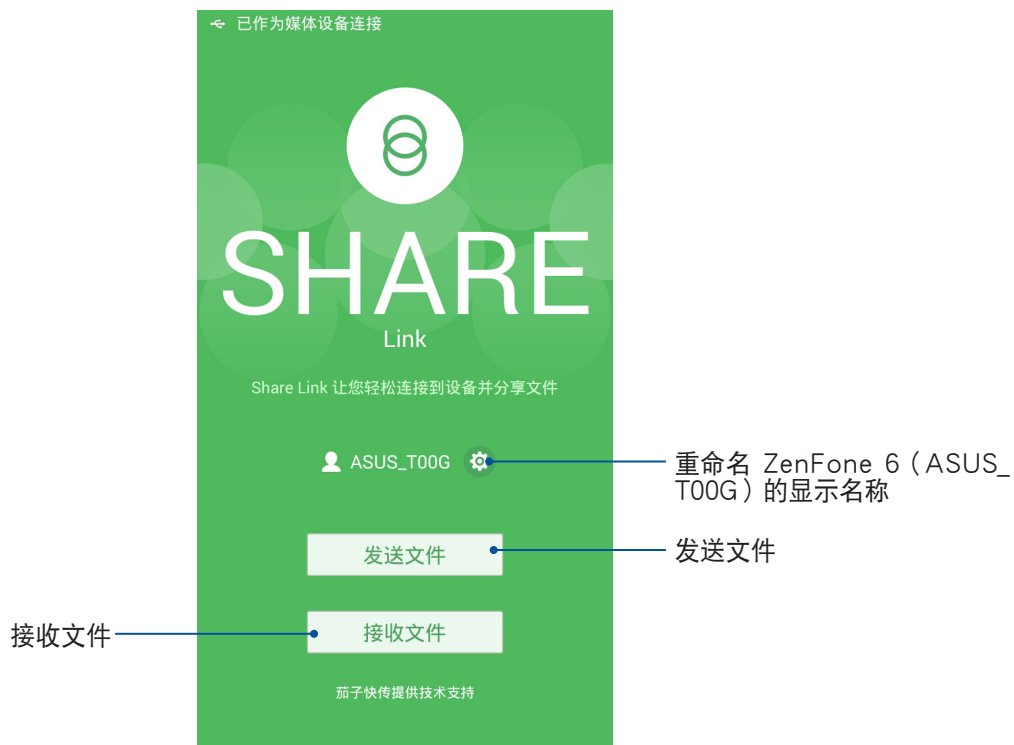 已作为媒体设备连接
SHARE
Link
Share Link 让您轻松连接到设备并分享文件
ASUS_T00G
重命名 ZenFone 6（ASUS_
T00G）的显示名称
发送文件
发送文件
接收文件
接收文件
茄子快传提供技术支持